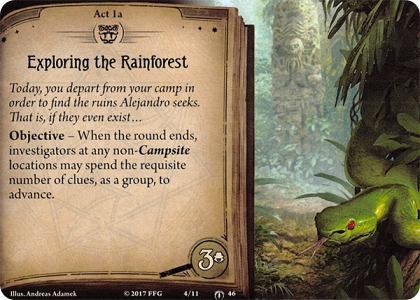 Act 1a
Exploring the Rainforest
Today, you depart from your camp in
order to find the ruins Alejandro seeks.
That is, if they even exist…
Objective – When the round ends,
investigators at any non-Campsite
locations may spend the requisite
number of clues, as a group, to
advance.
3
Illus. Andreas Adamek
© 2017 FFG
4/11
46